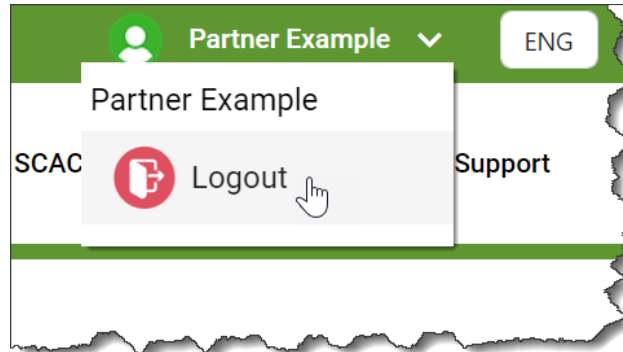 Partner Example
ENG
Partner Example
SCAC
Logout
Support